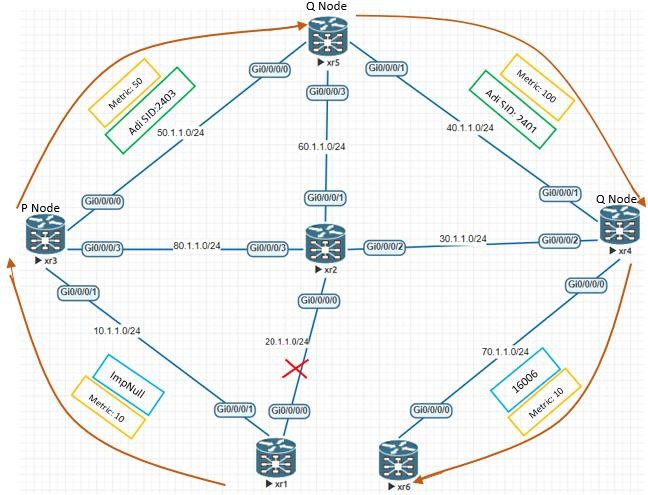 Q Node
xr5
Gi0/0/0/0
Gi0/0/0/1
Gi0/0/0/3
Metric: 50
Adi SID:2403
50.1.1.0/24
Metric: 100
Adj SID: 2401
40.1.1.0/24
60.1.1.0/24
Gi0/0/0/0
Gi0/0/0/1
Gi0/0/0/1
P Node
xr3
Q Node
xr4
Gi0/0/0/3
80.1.1.0/24
Gi0/0/0/3
xr2
Gi0/0/0/2
30.1.1.0/24
Gi0/0/0/2
Gi0/0/0/1
Gi0/0/0/0
Gi0/0/0/0
10.1.1.0/24
20.1.1.0/24
70.1.1.0/24
ImpNull
Metric: 10
16006
Metric: 10
Gi0/0/0/1
Gi0/0/0/0
Gi0/0/0/0
xr1
xr6